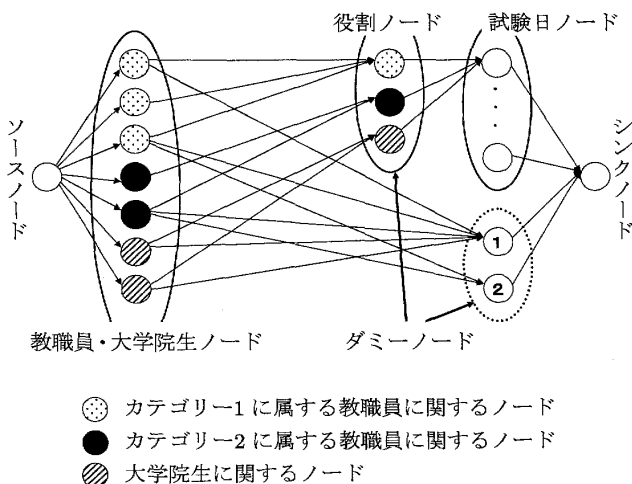 役割ノード
試験日ノード
ソースノード
シンクノード
1
2
教職員・大学院生ノード
ダミーノード
カテゴリー1に属する教職員に関するノード
カテゴリー2に属する教職員に関するノード
大学院生に関するノード